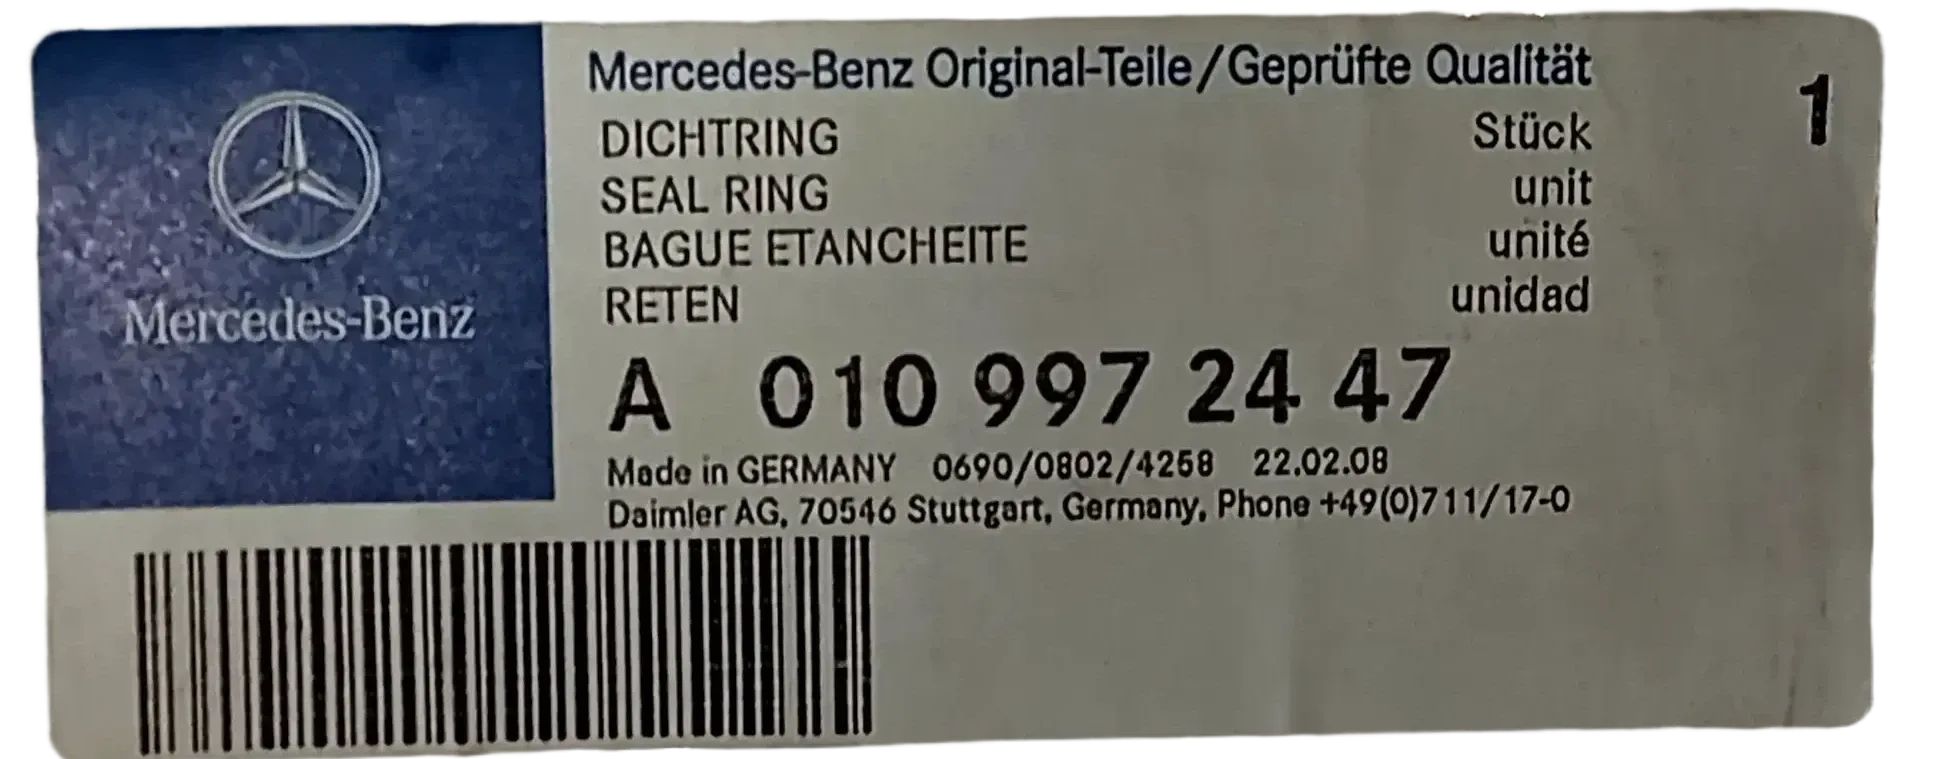 Mercedes-Benz
Mercedes-Benz Original-Teile/Geprüfte Qualität
1
DICHTRING Stück
SEAL RING unit
BAGUE ETANCHEITE unité
RETEN unidad
A 010 997 24 47
Made in GERMANY 0690/0802/4258 22.02.08
Daimler AG, 70546 Stuttgart, Germany, Phone +49(0)711/17-0